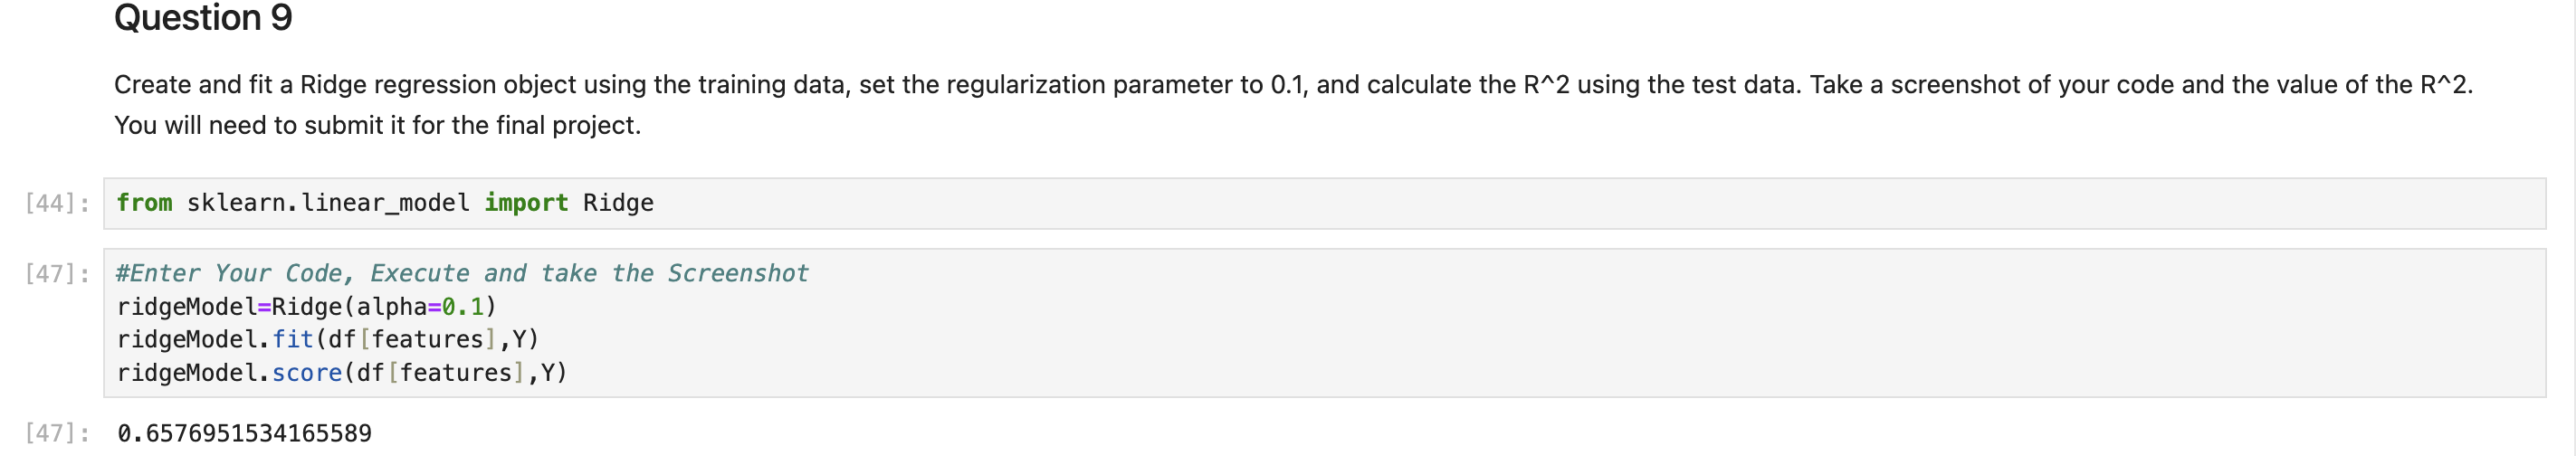 Question 9
Create and fit a Ridge regression object using the training data, set the regularization parameter to 0.1, and calculate the R^2 using the test data. Take a screenshot of your code and the value of the R^2.
You will need to submit it for the final project.
[44]: from sklearn.linear_model import Ridge
[47]: #Enter Your Code, Execute and take the Screenshot
ridgeModel=Ridge(alpha=0.1)
ridgeModel.fit(df[features],Y)
ridgeModel.score(df[features],Y)
[47]: 0.6576951534165589